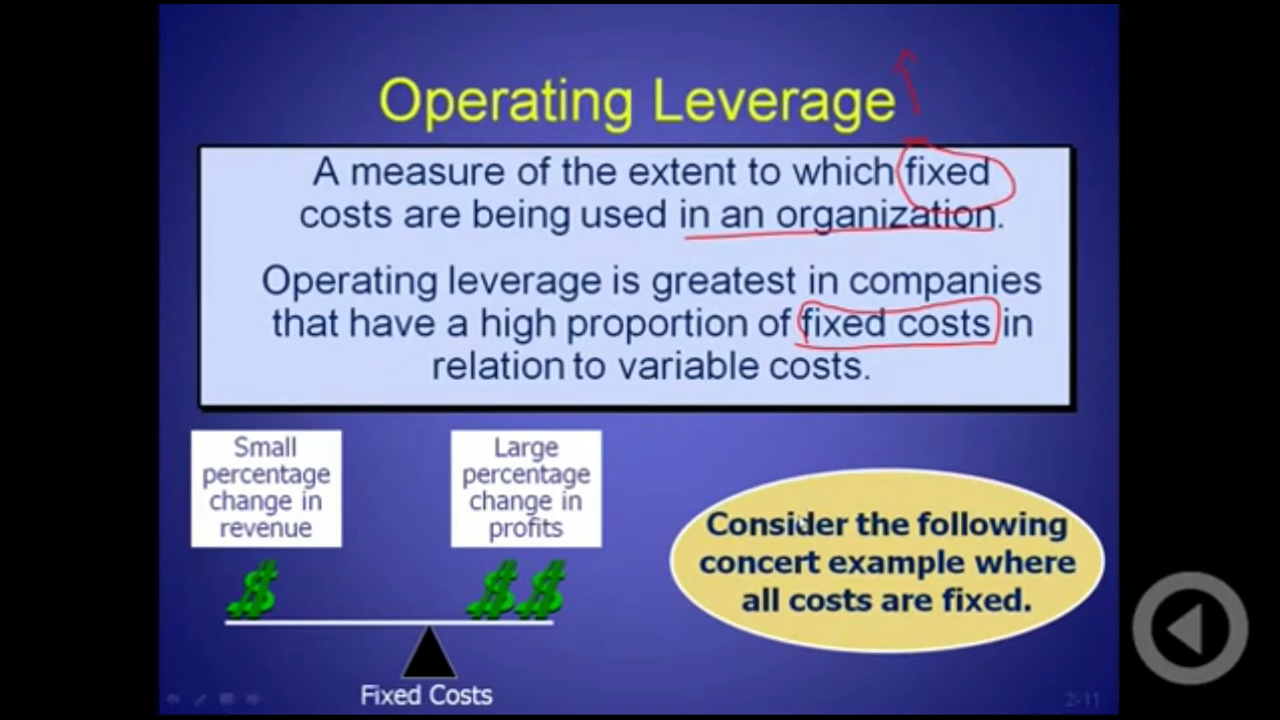 Operating Leverage
A measure of the extent to which fixed
costs are being used in an organization.
Operating leverage is greatest in companies
that have a high proportion of fixed costs in
relation to variable costs.
Small
percentage
change in
revenue
Large
percentage
change in
profits
$
$$
Fixed Costs
Consider the following
concert example where
all costs are fixed.
2-11